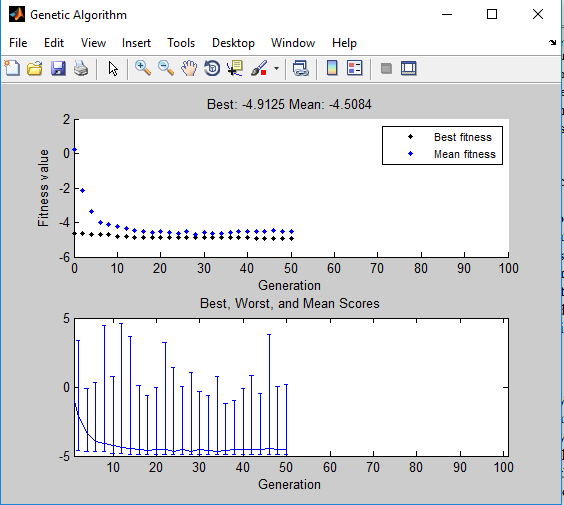 Genetic Algorithm
File Edit View Insert Tools Desktop Window Help
Best: -4.9125 Mean: -4.5084
Fitness value
2
0
-2
-4
-6
Best fitness
Mean fitness
0 10 20 30 40 50 60 70 80 90 100
Generation
Best, Worst, and Mean Scores
5
0
-5
10 20 30 40 50 60 70 80 90 100
Generation